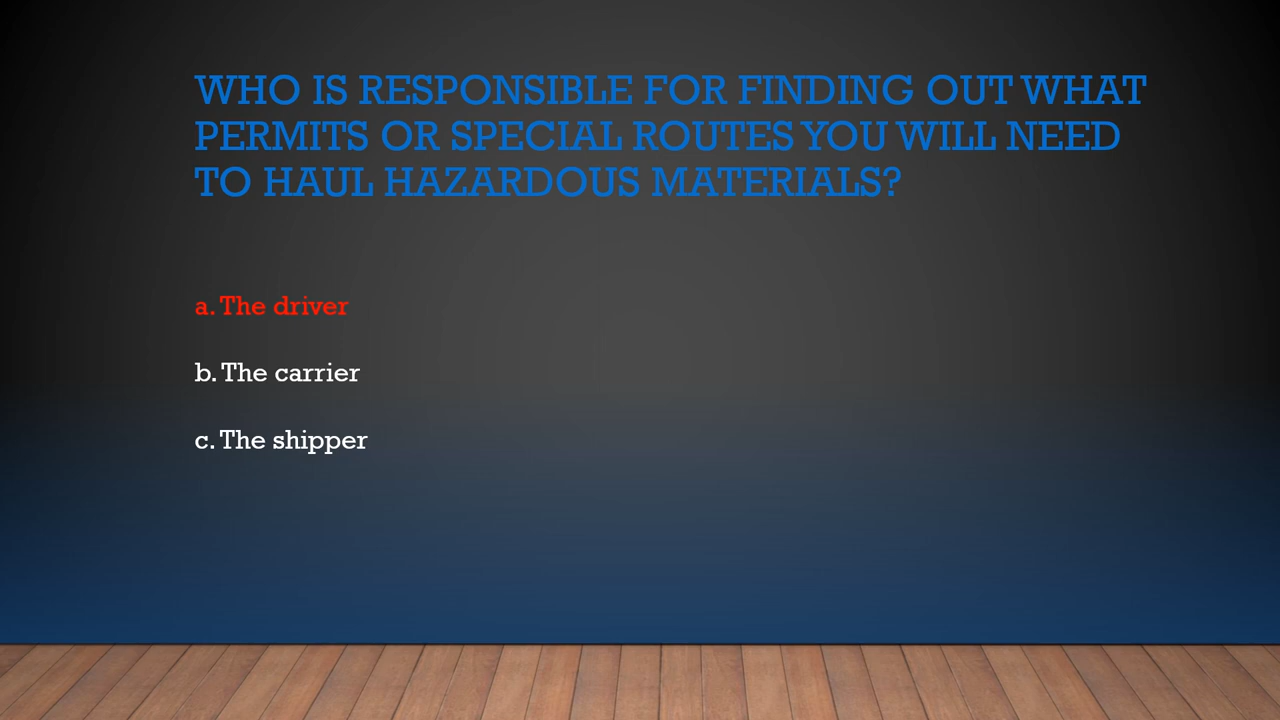 WHO IS RESPONSIBLE FOR FINDING OUT WHAT
PERMITS OR SPECIAL ROUTES YOU WILL NEED
TO HAUL HAZARDOUS MATERIALS?
a. The driver
b. The carrier
c. The shipper